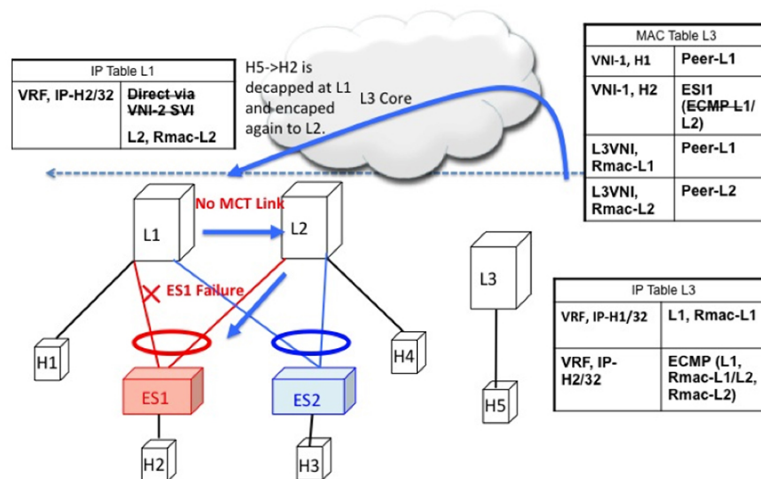 IP Table L1
VRF, IP-H2/32
Direct via
VNI-2 SVI
L2, Rmac-L2
H5->H2 is
decapped at L1
and encaped
again to L2.
L3 Core
MAC Table L3
VNI-1, H1
Peer-L1
VNI-1, H2
ESI1
(ECMP L1/
L2)
L3VNI,
Rmac-L1
Peer-L1
L3VNI,
Rmac-L2
Peer-L2
No MCT Link
L1
L2
ES1 Failure
L3
H1
H4
ES1
ES2
H5
H2
H3
IP Table L3
VRF, IP-H1/32
L1, Rmac-L1
VRF, IP-
H2/32
ECMP (L1,
Rmac-L1/L2,
Rmac-L2)